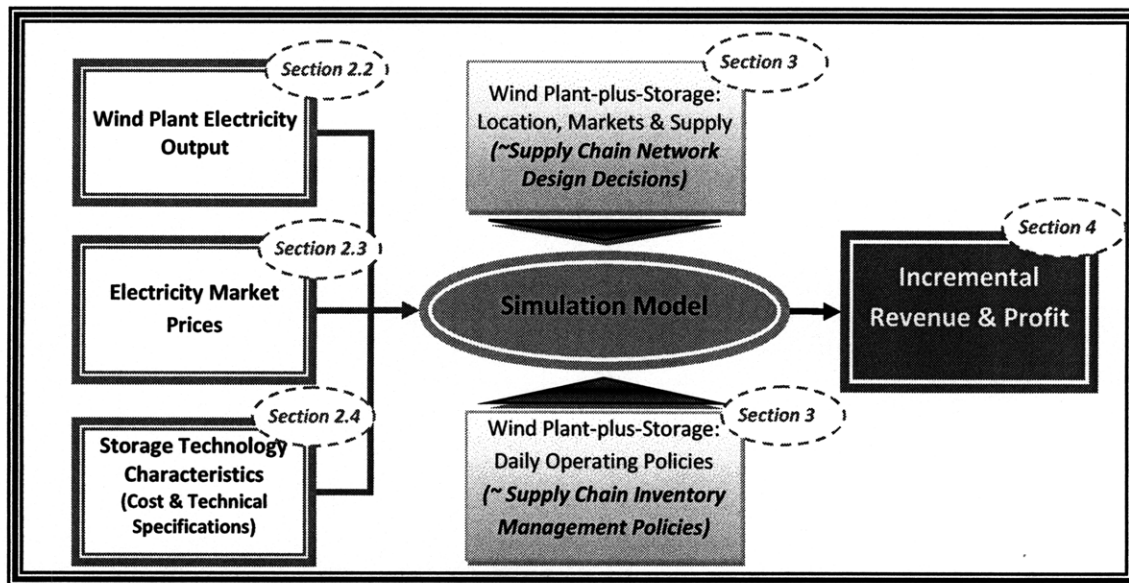 Section 2.2
Wind Plant Electricity
Output
Section 2.3
Electricity Market
Prices
Section 2.4
Storage Technology
Characteristics
(Cost & Technical
Specifications)
Section 3
Wind Plant-plus-Storage:
Location, Markets & Supply
(~Supply Chain Network
Design Decisions)
Simulation Model
Section 3
Wind Plant-plus-Storage:
Daily Operating Policies
(~ Supply Chain Inventory
Management Policies)
Section 4
Incremental
Revenue & Profit